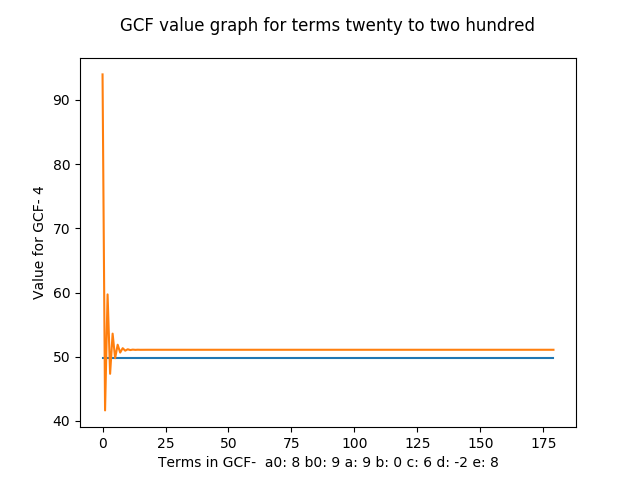 GCF value graph for terms twenty to two hundred
90
80
70
60
50
40
Value for GCF- 4
0 25 50 75 100 125 150 175
Terms in GCF-  a0: 8 b0: 9 a: 9 b: 0 c: 6 d: -2 e: 8